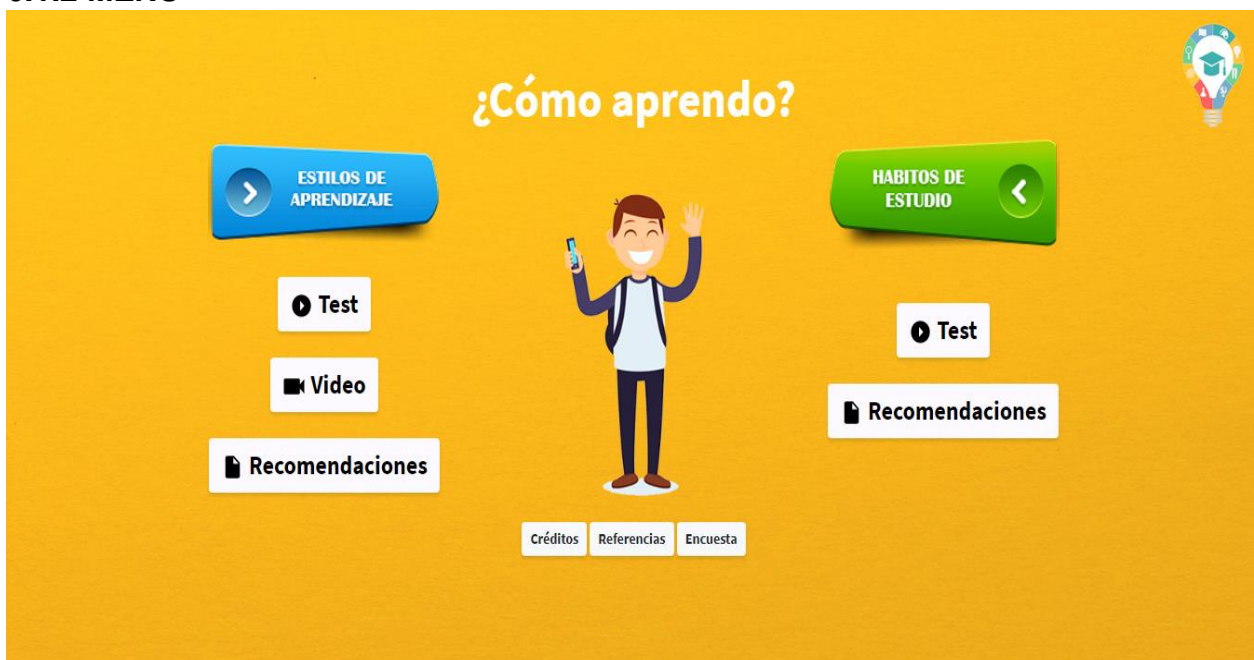 ¿Cómo aprendo?
ESTILOS DE
APRENDIZAJE
Test
Video
Recomendaciones
HABITOS DE
ESTUDIO
Test
Recomendaciones
Créditos
Referencias
Encuesta